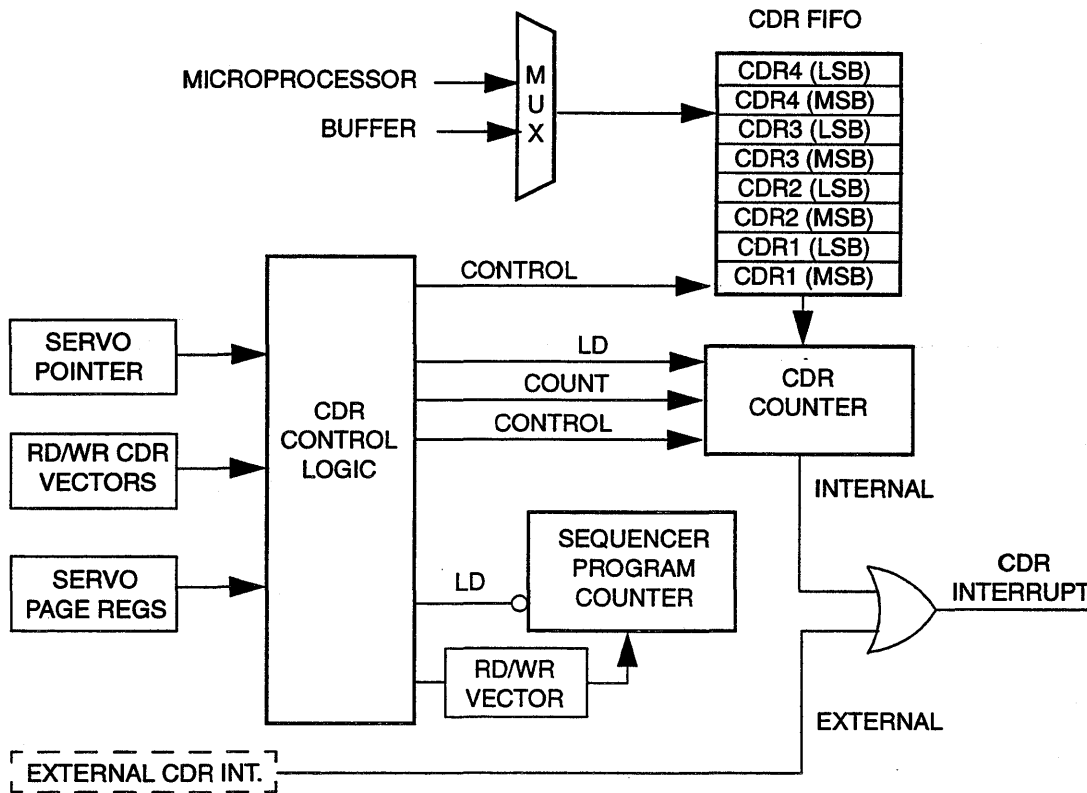 CDR FIFO
MICROPROCESSOR
BUFFER
M
U
X
CDR4 (LSB)
CDR4 (MSB)
CDR3 (LSB)
CDR3 (MSB)
CDR2 (LSB)
CDR2 (MSB)
CDR1 (LSB)
CDR1 (MSB)
CONTROL
SERVO
POINTER
RD/WR CDR
VECTORS
SERVO
PAGE REGS
CDR
CONTROL
LOGIC
LD
COUNT
CONTROL
CDR
COUNTER
INTERNAL
SEQUENCER
PROGRAM
COUNTER
LD
RD/WR
VECTOR
CDR
INTERRUPT
EXTERNAL
EXTERNAL CDR INT.